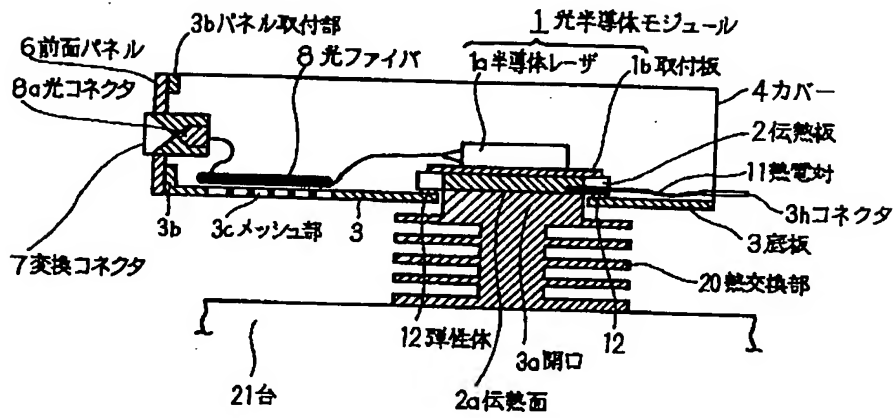 1 光半導体モジュール
3bパネル取付部
6前面パネル
8光ファイバ
1a半導体レーザ
1b取付板
8a光コネクタ
4カバー
2伝熱板
11熱電対
3hコネクタ
3b
3cメッシュ部
3
3底板
7変換コネクタ
20熱交換部
12弾性体
3a開口
12
21台
2a伝熱面